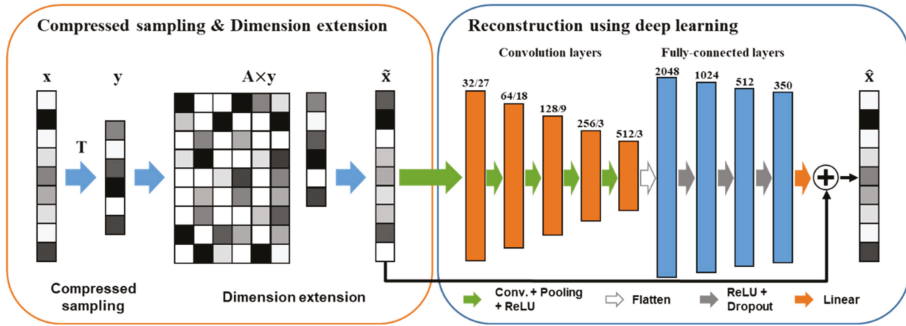 Compressed sampling & Dimension extension
Reconstruction using deep learning
Convolution layers
Fully-connected layers
x
y
A×y
x̃
T
32/27
64/18
128/9
256/3
512/3
2048
1024
512
350
x̂
Compressed
sampling
Dimension extension
Conv. + Pooling
+ ReLU
Flatten
ReLU +
Dropout
Linear